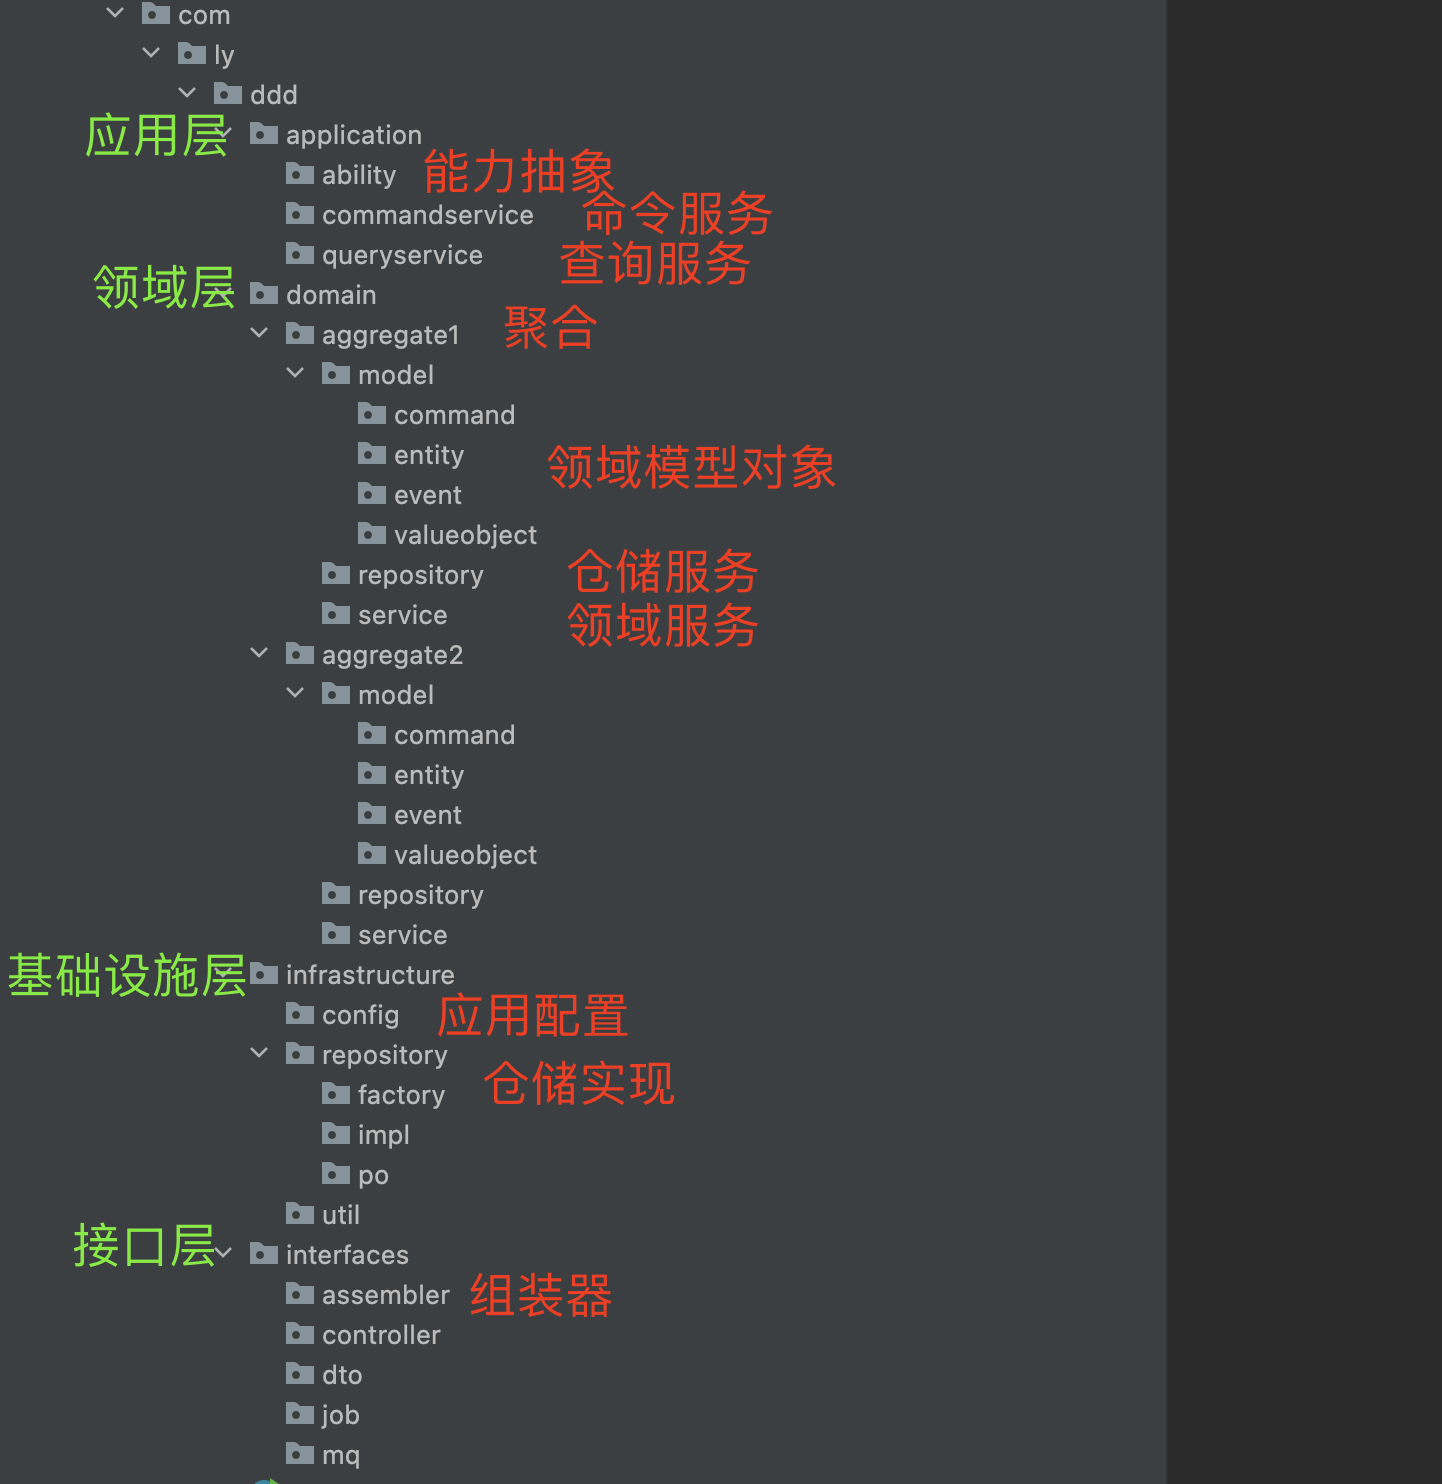 com
ly
ddd
应用层 application
ability 能力抽象
commandservice 命令服务
queryservice 查询服务
领域层 domain
aggregate1 聚合
model
command
entity 领域模型对象
event
valueobject
repository 仓储服务
service 领域服务
aggregate2
model
command
entity
event
valueobject
repository
service
基础设施层 infrastructure
config 应用配置
repository
factory 仓储实现
impl
po
util
接口层 interfaces
assembler 组装器
controller
dto
job
mq